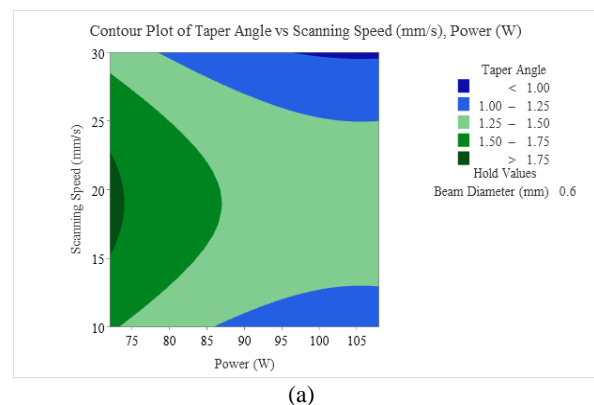 Contour Plot of Taper Angle vs Scanning Speed (mm/s), Power (W)
30
25
20
15
10
Scanning Speed (mm/s)
75 80 85 90 95 100 105
Power (W)
Taper Angle
< 1.00
1.00 – 1.25
1.25 – 1.50
1.50 – 1.75
> 1.75
Hold Values
Beam Diameter (mm) 0.6
(a)